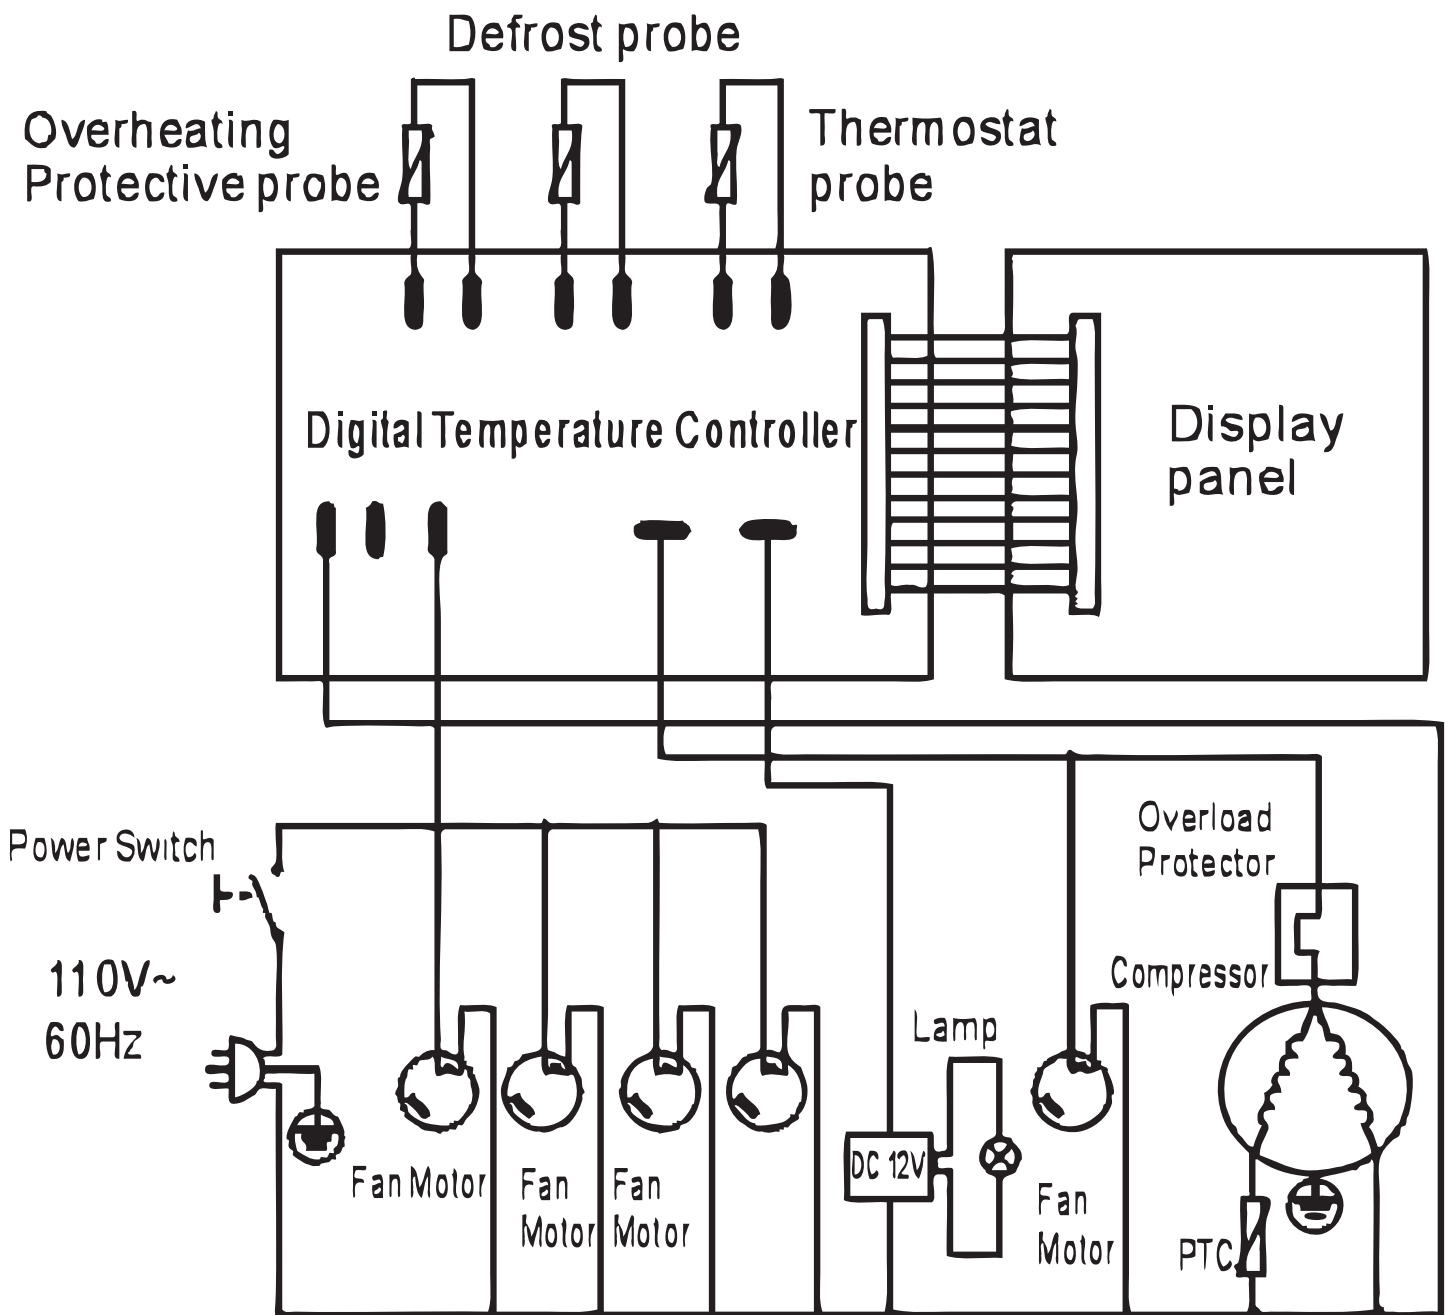 Defrost probe
Overheating
Protective probe
Thermostat
probe
Digital Temperature Controller
Display
panel
Power Switch
110V~
60Hz
Overload
Protector
Compressor
Lamp
DC 12V
Fan Motor
Fan
Motor
Fan
Motor
Fan
Motor
PTC